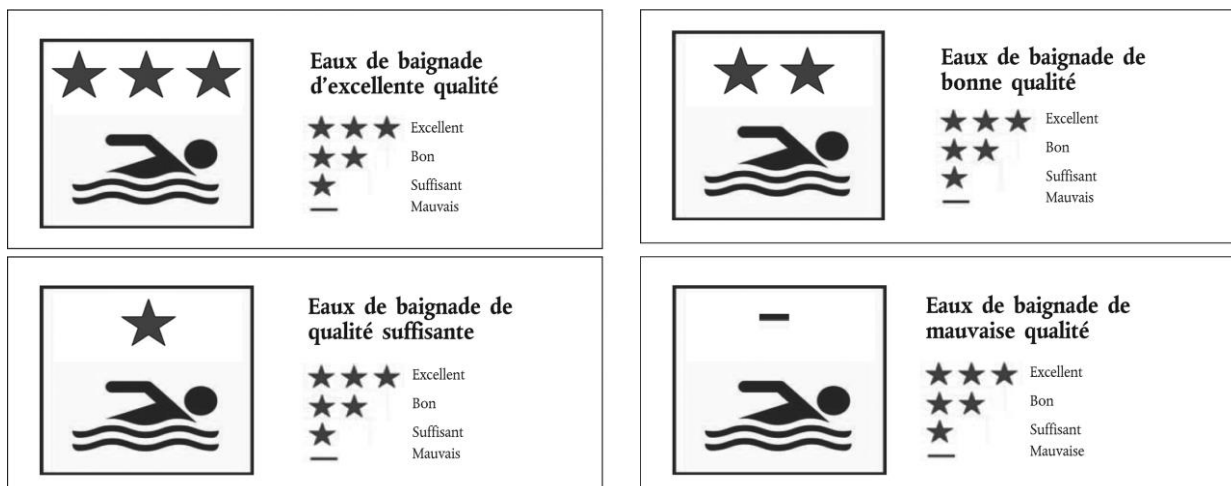 Eaux de baignade
d'excellente qualité
Excellent
Bon
Suffisant
Mauvais
Eaux de baignade de
bonne qualité
Excellent
Bon
Suffisant
Mauvais
Eaux de baignade de
qualité suffisante
Excellent
Bon
Suffisant
Mauvais
Eaux de baignade de
mauvaise qualité
Excellent
Bon
Suffisant
Mauvaise